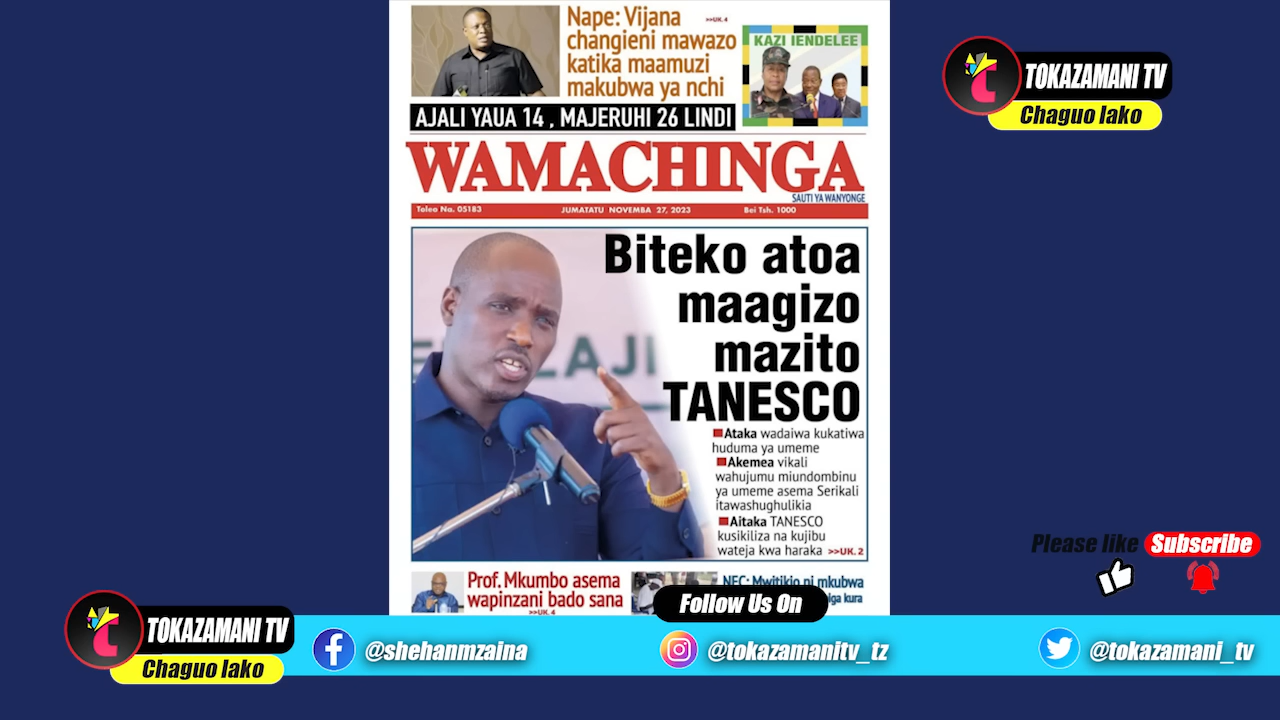 Nape: Vijana
changieni mawazo
katika maamuzi
makubwa ya nchi
>>UK. 4
KAZI IENDELEE
AJALI YAUA 14 , MAJERUHI 26 LINDI
WAMACHINGA
SAUTI YA WANYONGE
Toleo Na. 05183
JUMATATU NOVEMBA 27, 2023
Bei Tsh. 1000
Biteko atoa
maagizo
mazito
TANESCO
Ataka wadaiwa kukatiwa
huduma ya umeme
Akemea vikali
wahujumu miundombinu
ya umeme asema Serikali
itawashughulikia
Aitaka TANESCO
kusikiliza na kujibu
wateja kwa haraka >>UK. 2
Prof. Mkumbo asema
wapinzani bado sana
>>UK. 4
NEC: Mwitikio ni mkubwa
kura
TOKAZAMANI TV
Chaguo lako
Please like Subscribe
Follow Us On
TOKAZAMANI TV
Chaguo lako
@shehanmzaina
@tokazamanitv_tz
@tokazamani_tv